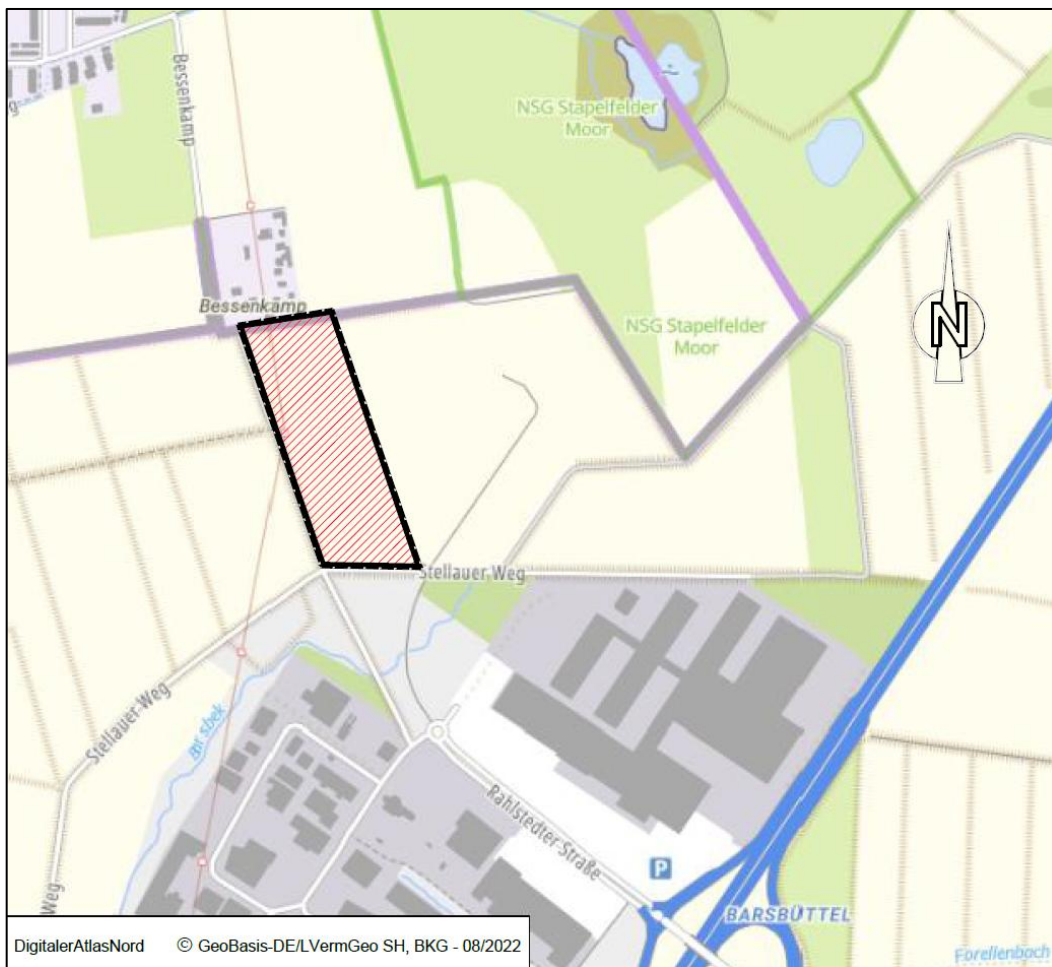 Bessenkamp
Bessenkamp
NSG Stapelfelder
Moor
Bessenkamp
NSG Stapelfelder
Moor
N
Stellauer Weg
Stellauer Weg
Rahlstedter Straße
P
Weg
BARSBÜTTEL
DigitalerAtlasNord © GeoBasis-DE/LVermGeo SH, BKG - 08/2022
Forellenbach